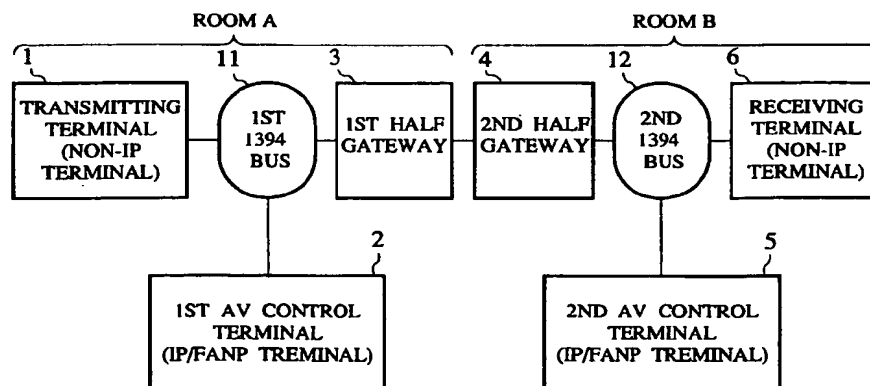 ROOM A
ROOM B
1
11
3
4
12
6
TRANSMITTING
TERMINAL
(NON-IP
TERMINAL)
1ST
1394
BUS
1ST HALF
GATEWAY
2ND HALF
GATEWAY
2ND
1394
BUS
RECEIVING
TERMINAL
(NON-IP
TERMINAL)
2
1ST AV CONTROL
TERMINAL
(IP/FANP TREMINAL)
5
2ND AV CONTROL
TERMINAL
(IP/FANP TREMINAL)